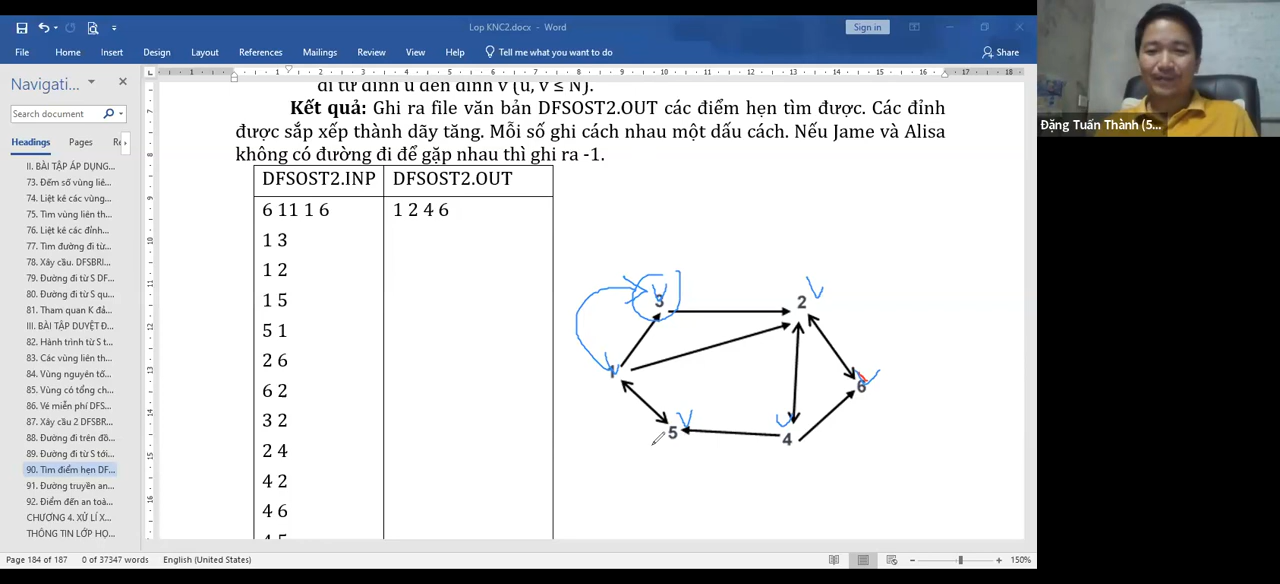 Lop KNC2.docx - Word
Sign in
File Home Insert Design Layout References Mailings Review View Help Tell me what you want to do Share
Navigati...
Search document
Headings Pages Re
II. BÀI TẬP ÁP DỤNG...
73. Đếm số vùng liê...
74. Liệt kê các vùng...
75. Tìm vùng liên th...
76. Liệt kê các đỉnh...
77. Tìm đường đi từ...
78. Xây cầu. DFSBRI...
79. Đường đi từ S DF...
80. Đường đi từ S qu...
81. Tham quan K đả...
III. BÀI TẬP DUYỆT Đ...
82. Hành trình từ S t...
83. Các vùng liên th...
84. Vùng nguyên tố...
85. Vùng có tổng ch...
86. Vé miễn phí DFS...
87. Xây cầu 2 DFSBR...
88. Đường đi trên đồ...
89. Đường đi từ S tới...
90. Tìm điểm hẹn DF...
91. Đường truyền an...
92. Điểm đến an toà...
CHƯƠNG 4. XỬ LÍ X...
THÔNG TIN LỚP HỌ...
đi từ đỉnh u đến đỉnh v (u, v ≤ N).
Kết quả: Ghi ra file văn bản DFSOST2.OUT các điểm hẹn tìm được. Các đỉnh
được sắp xếp thành dãy tăng. Mỗi số ghi cách nhau một dấu cách. Nếu Jame và Alisa
không có đường đi để gặp nhau thì ghi ra -1.
DFSOST2.INP DFSOST2.OUT
6 11 1 6 1 2 4 6
1 3
1 2
1 5
5 1
2 6
6 2
3 2
2 4
4 2
4 6
4 5
3 2
1 6
5 4
Đặng Tuấn Thành (5...
Page 184 of 187 0 of 37347 words English (United States) 150%